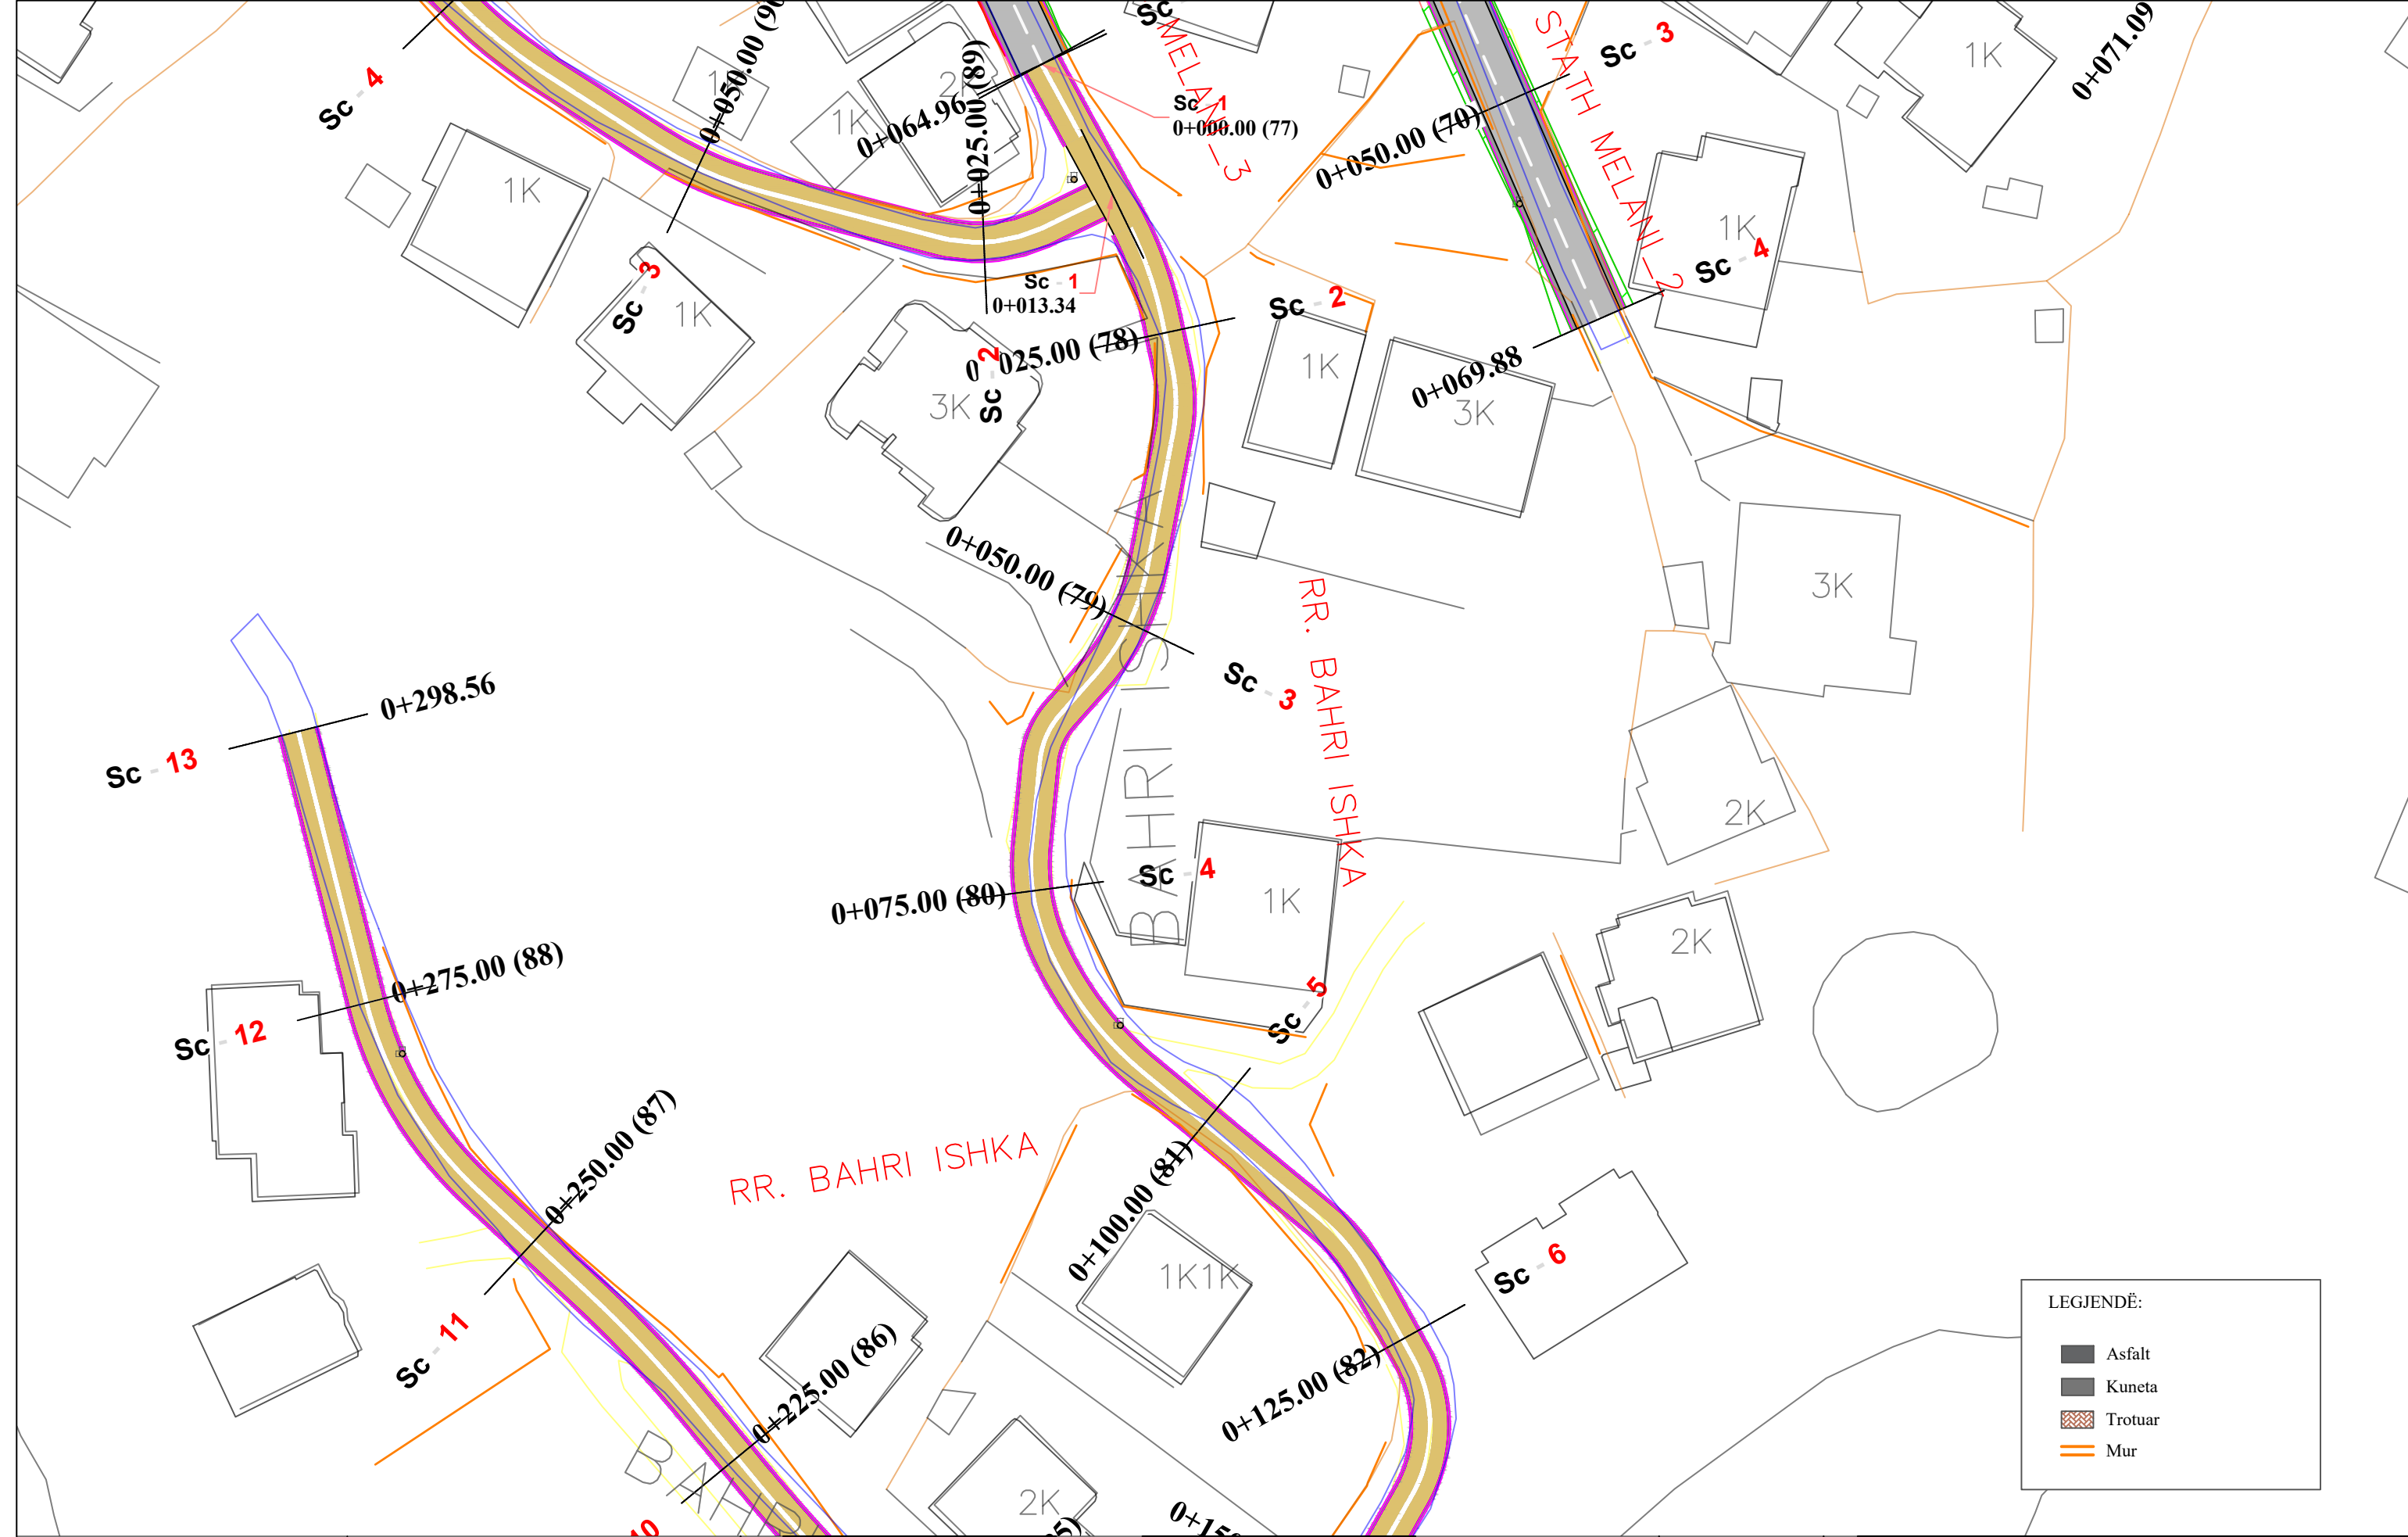 Sc - 4
0+050.00 (90
1K
2K
0+064.96
0+025.00 (89)
Sc
MELANI_3
Sc - 1
0+000.00 (77)
STATH MELANI_2
Sc - 3
1K
0+071.09
0+050.00 (70)
1K
1K
1K
Sc - 4
Sc - 3
1K
Sc - 1
0+013.34
Sc - 2
0+025.00 (78)
Sc - 2
3K
1K
0+069.88
3K
0+050.00 (79)
3K
Sc - 3
RR. BAHRI ISHKA
BAHRI ISHKA
0+298.56
Sc - 13
2K
0+075.00 (80)
Sc - 4
1K
2K
0+275.00 (88)
Sc - 12
Sc - 5
0+250.00 (87)
RR. BAHRI ISHKA
0+100.00 (81)
1K1K
Sc - 6
Sc - 11
0+225.00 (86)
0+125.00 (82)
BAHR
2K
10
LEGJENDË:
Asfalt
Kuneta
Trotuar
Mur